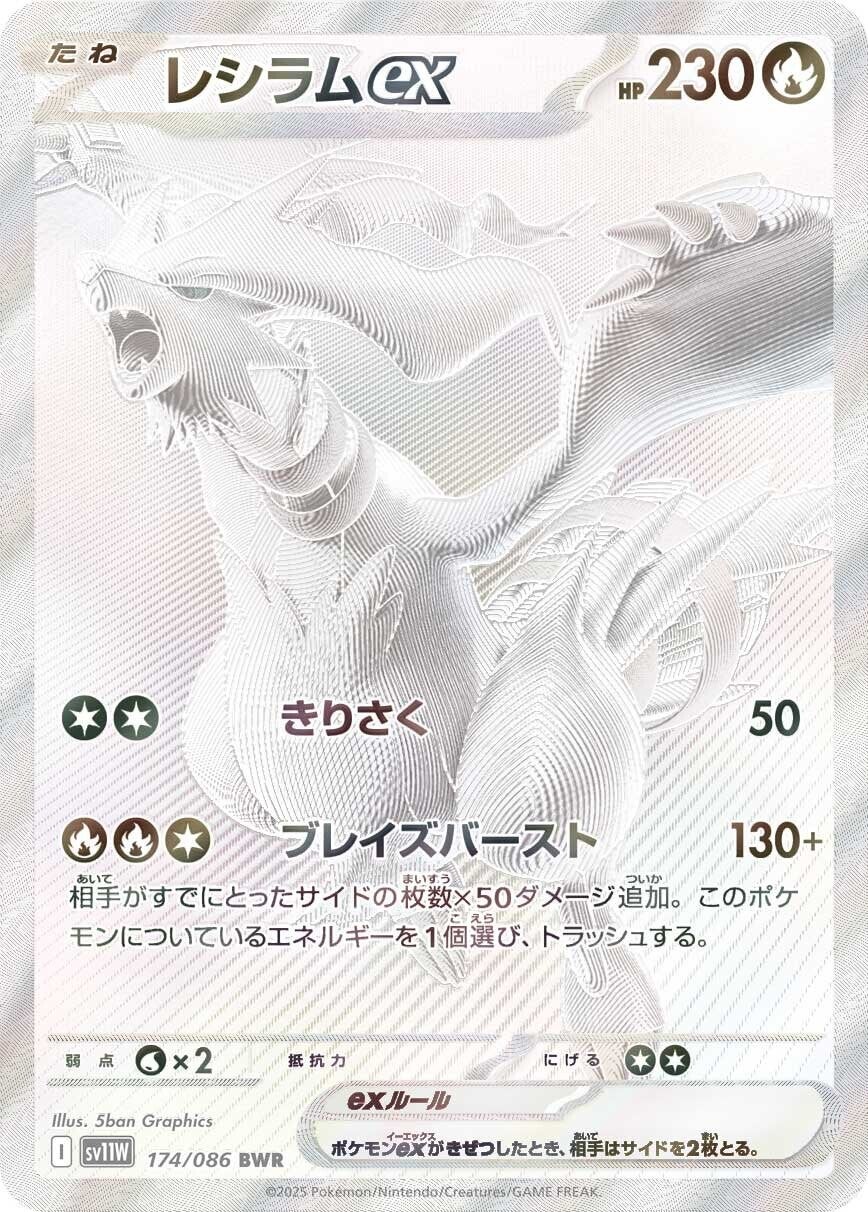 たね
レシラムex
HP230
きりさく 50
ブレイズバースト 130+
相手がすでにとったサイドの枚数×50ダメージ追加。このポケ
モンについているエネルギーを1個選び、トラッシュする。
弱点 ×2 抵抗力 にげる
exルール
ポケモンexがきぜつしたとき、相手はサイドを2枚とる。
Illus. 5ban Graphics
I sv11W 174/086 BWR
©2025 Pokémon/Nintendo/Creatures/GAME FREAK.